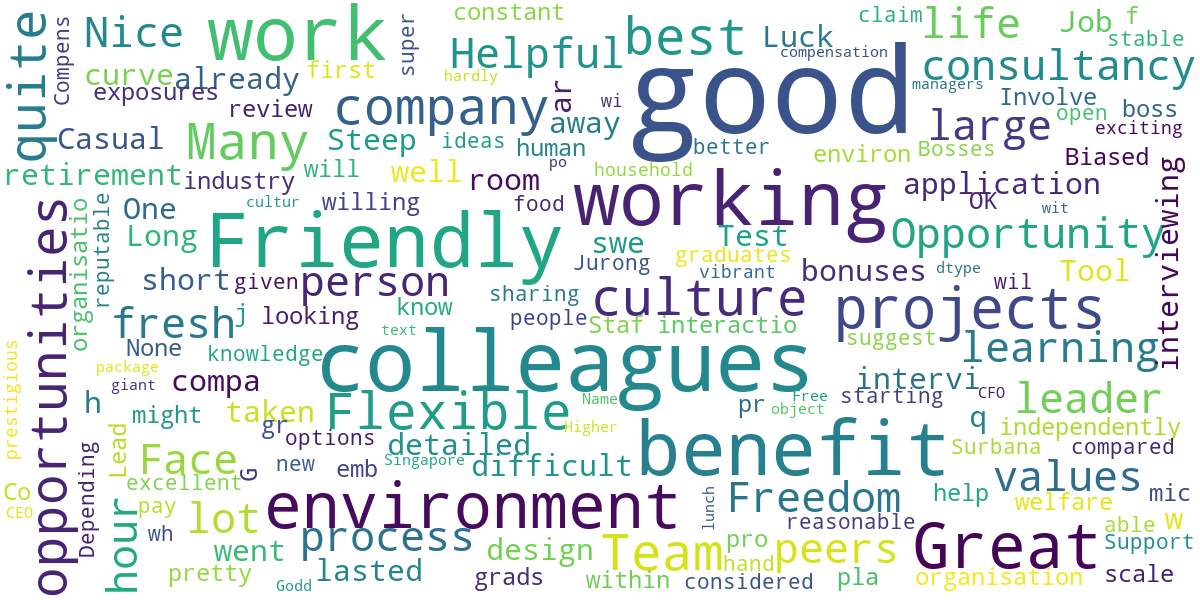 quite
Compens
Nice
work
super
constant
Helpful
best
Luck
compensation
claim
life
Job
f
stable
consultancy
curve
already
first
hardly
exposures
review
company
ar
wi
away
good
managers
Involve
open
boss
exciting
large
Casual
Many
Steep
ideas
human
better
environ
Bosses
Biased
retirement
industry
will
well
po
room
household
application
OK
cultur
willing
food
working
wit
opportunities
organisatio
reputable
One
Long
Friendly
swe
Test
graduates
Opportunity
interviewing
short
given
person
Jurong
vibrant
bonuses
dtype
wil
Tool
fresh
j
looking
know
sharing
people
culture
projects
Staf
interactio
suggest
text
None
knowledge
colleagues
learning
prestigious
package
giant
compa
intervi
starting
CFO
leader
h
might
taken
Flexible
Name
pr
Free
object
q
independently
gr
options
detailed
Higher
Depending
Lead
Face
G
new
emb
Singapore
difficult
benefit
Surbana
compared
excellent
values
Co
CEO
hour
pay
lot
environment
lunch
Freedom
help
welfare
mic
wh
went
process
design
Team
pro
hand
reasonable
peers
Great
w
able
Support
pretty
Godd
lasted
grads
within
considered
pla
organisation
scale